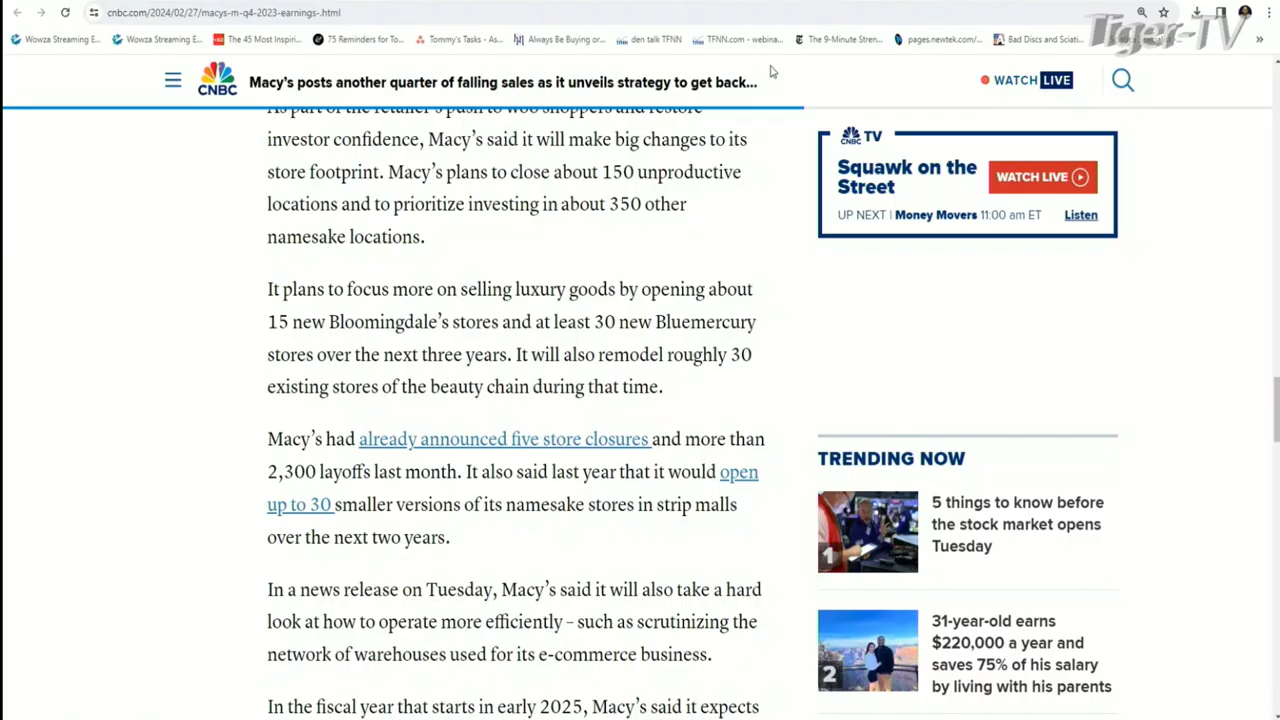 cnbc.com/2024/02/27/macys-m-q4-2023-earnings-.html
Wowza Streaming E...
Wowza Streaming E...
The 45 Most Inspiri...
75 Reminders for To...
Tommy's Tasks - As...
Always Be Buying or...
den talk TFNN
TFNN.com - webina...
The 9-Minute Stren...
pages.newtek.com/...
Bad Discs and Sciati...
Tiger-TV
CNBC
Macy's posts another quarter of falling sales as it unveils strategy to get back...
WATCH LIVE
As part of the retailer's push to woo shoppers and restore
investor confidence, Macy's said it will make big changes to its
store footprint. Macy's plans to close about 150 unproductive
locations and to prioritize investing in about 350 other
namesake locations.
It plans to focus more on selling luxury goods by opening about
15 new Bloomingdale's stores and at least 30 new Bluemercury
stores over the next three years. It will also remodel roughly 30
existing stores of the beauty chain during that time.
Macy's had already announced five store closures and more than
2,300 layoffs last month. It also said last year that it would open
up to 30 smaller versions of its namesake stores in strip malls
over the next two years.
In a news release on Tuesday, Macy's said it will also take a hard
look at how to operate more efficiently – such as scrutinizing the
network of warehouses used for its e-commerce business.
In the fiscal year that starts in early 2025, Macy's said it expects
CNBC TV
Squawk on the
Street
WATCH LIVE
UP NEXT | Money Movers 11:00 am ET
Listen
TRENDING NOW
1
5 things to know before
the stock market opens
Tuesday
2
31-year-old earns
$220,000 a year and
saves 75% of his salary
by living with his parents